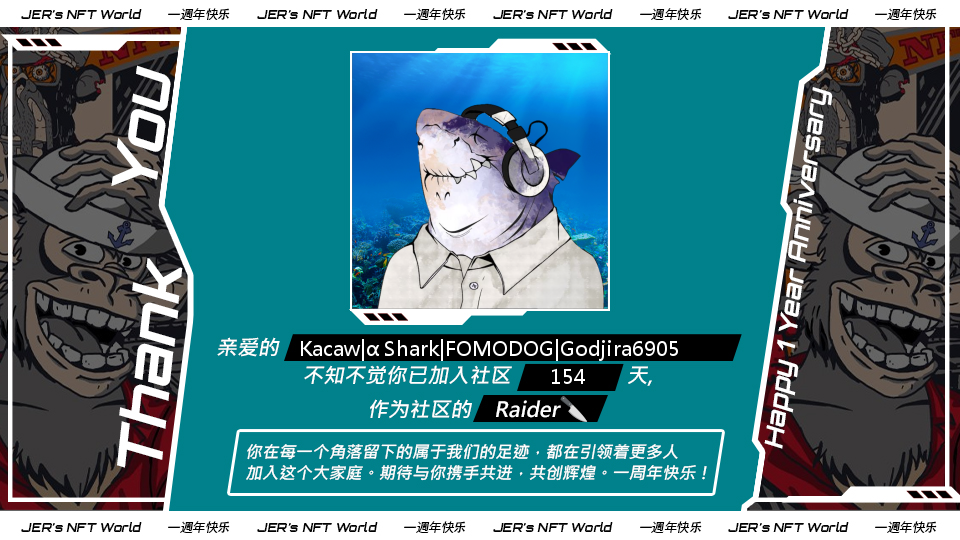 JER's NFT World 一週年快乐 JER's NFT World 一週年快乐 JER's NFT World 一週年快乐 JER's NFT World 一週年快乐
Thank You
亲爱的 Kacaw|α Shark|FOMODOG|Godjira6905
不知不觉你已加入社区 154 天,
作为社区的 Raider
你在每一个角落留下的属于我们的足迹，都在引领着更多人
加入这个大家庭。期待与你携手共进，共创辉煌。一周年快乐！
Happy 1 Year Anniversary
JER's NFT World 一週年快乐 JER's NFT World 一週年快乐 JER's NFT World 一週年快乐 JER's NFT World 一週年快乐